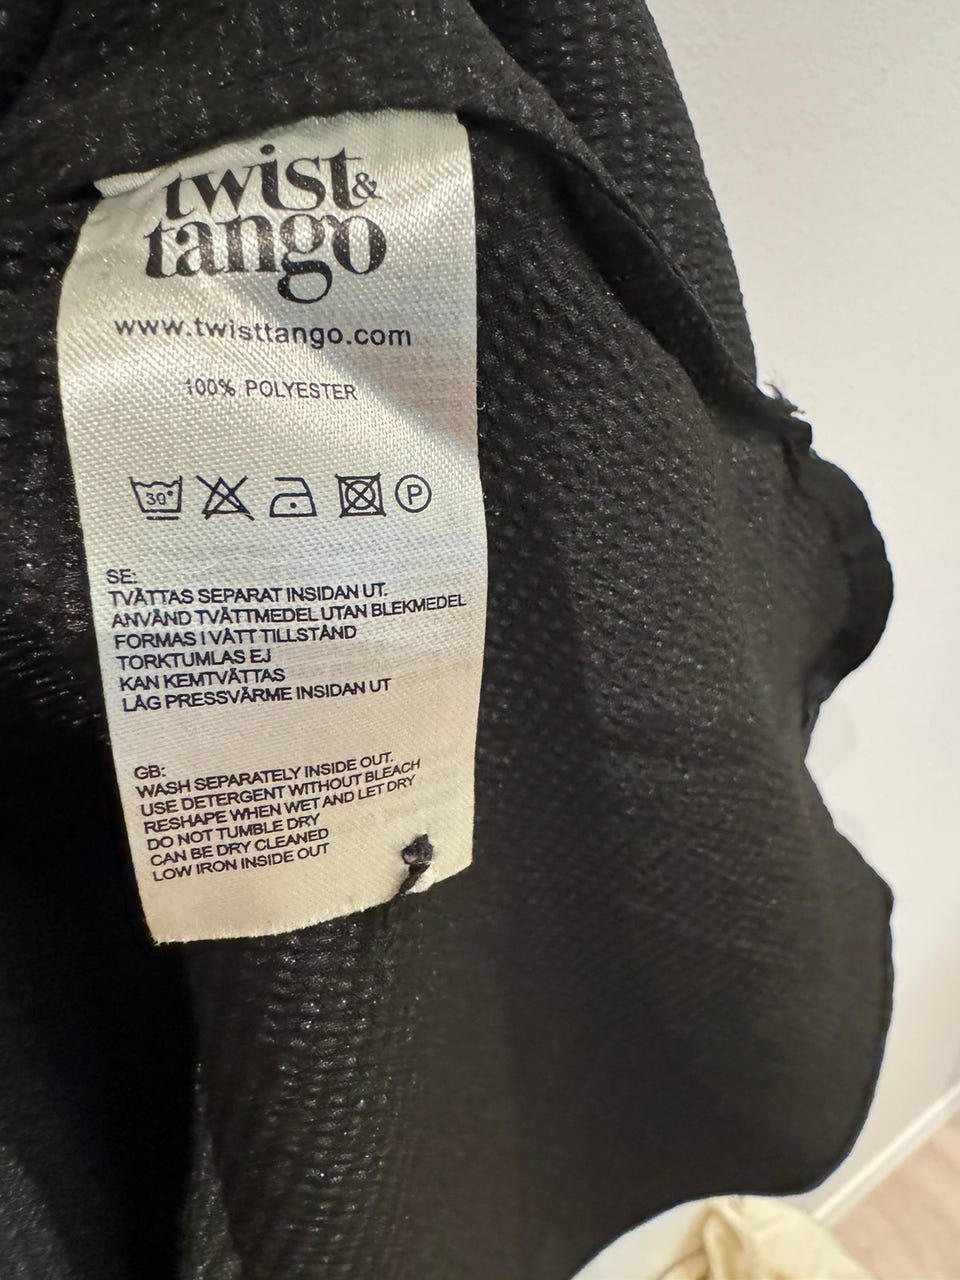 twist&
tango
www.twisttango.com
100% POLYESTER
30° P
SE:
TVÄTTAS SEPARAT INSIDAN UT.
ANVÄND TVÄTTMEDEL UTAN BLEKMEDEL
FORMAS I VÅTT TILLSTÅND
TORKTUMLAS EJ
KAN KEMTVÄTTAS
LÅG PRESSVÄRME INSIDAN UT
GB:
WASH SEPARATELY INSIDE OUT.
USE DETERGENT WITHOUT BLEACH
RESHAPE WHEN WET AND LET DRY
DO NOT TUMBLE DRY
CAN BE DRY CLEANED
LOW IRON INSIDE OUT